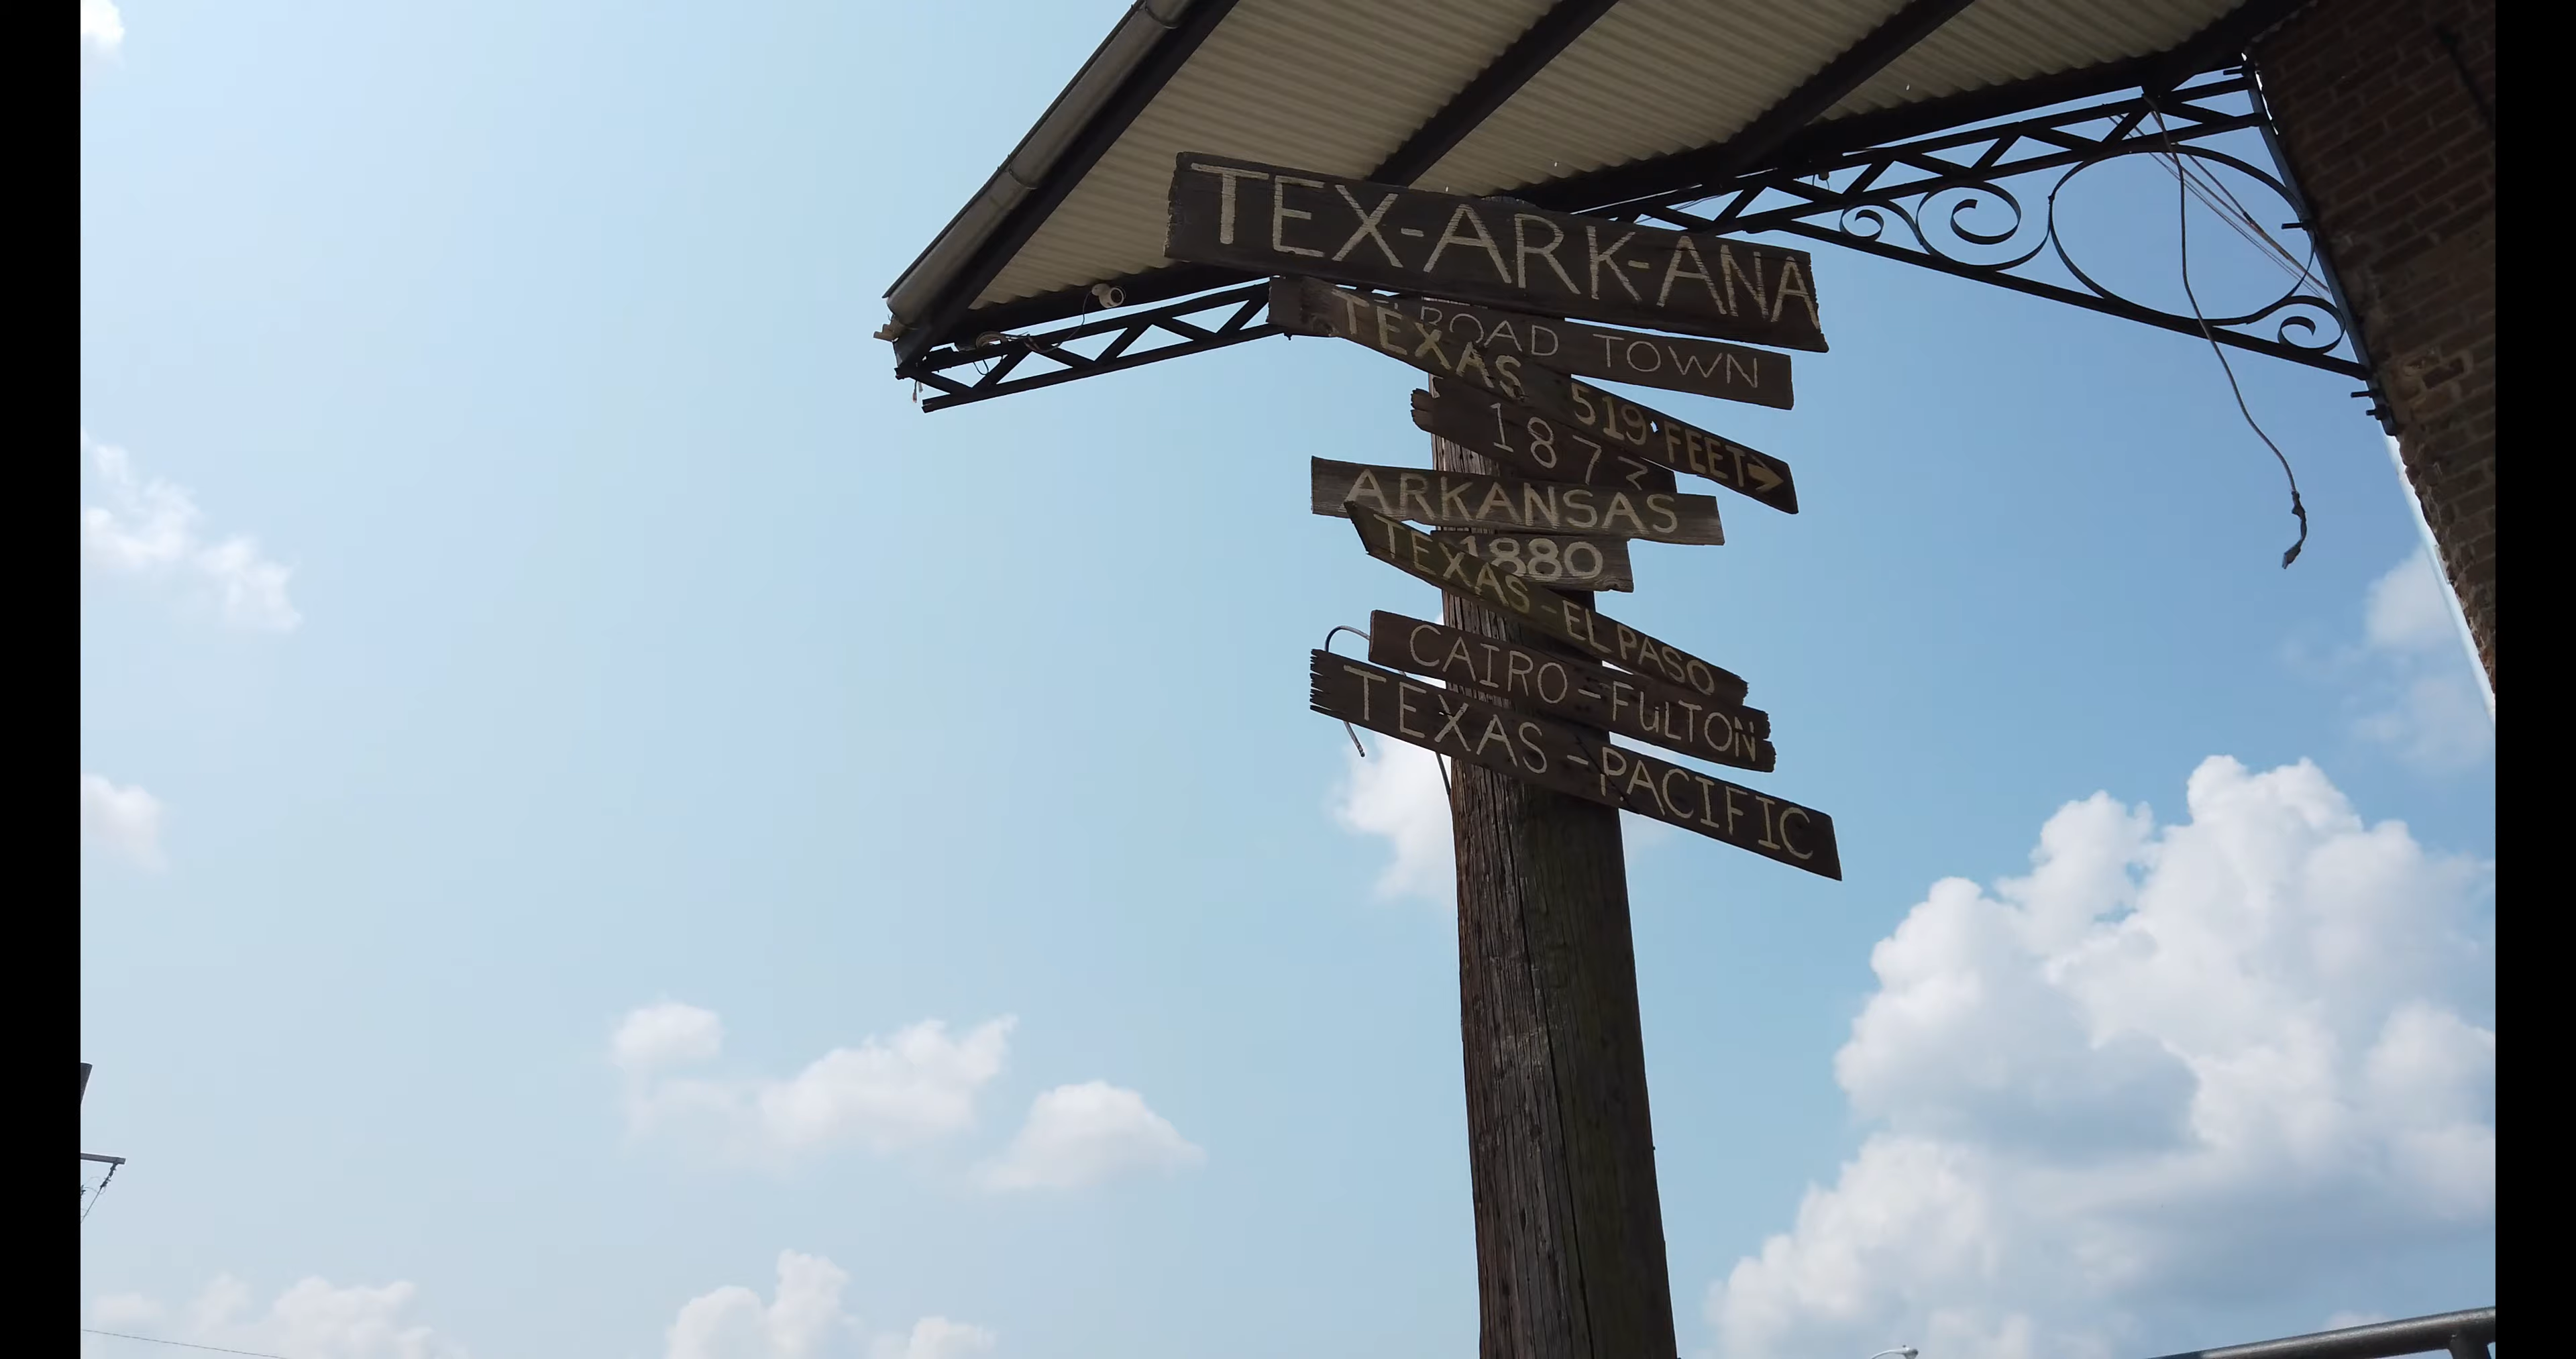 TEX-ARK-ANA
ROAD TOWN
TEXAS 519 FEET
1873
ARKANSAS
1880
TEXAS-EL PASO
CAIRO-FULTON
TEXAS-PACIFIC